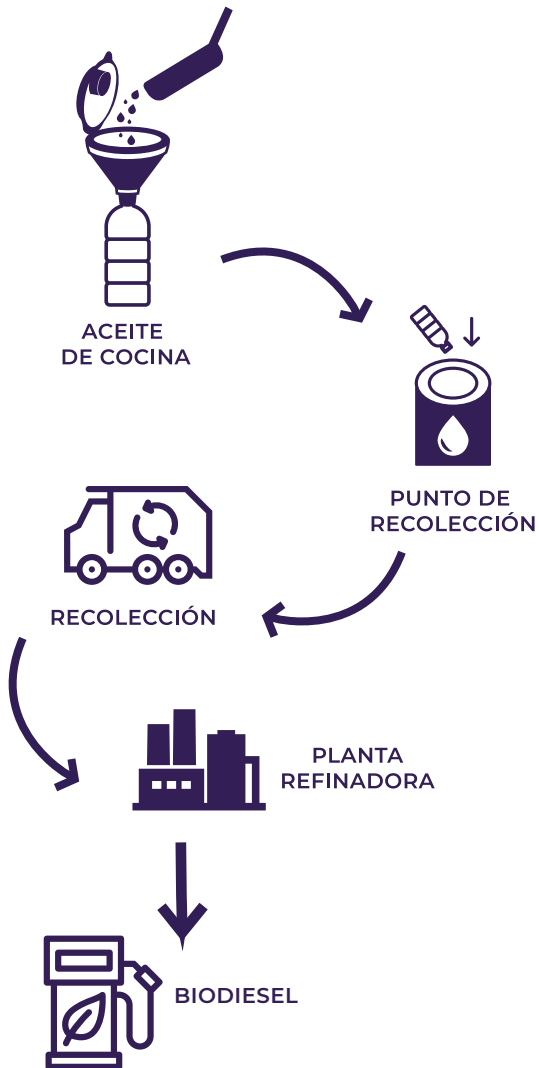 ACEITE
DE COCINA
PUNTO DE
RECOLECCIÓN
RECOLECCIÓN
PLANTA
REFINADORA
BIODIESEL